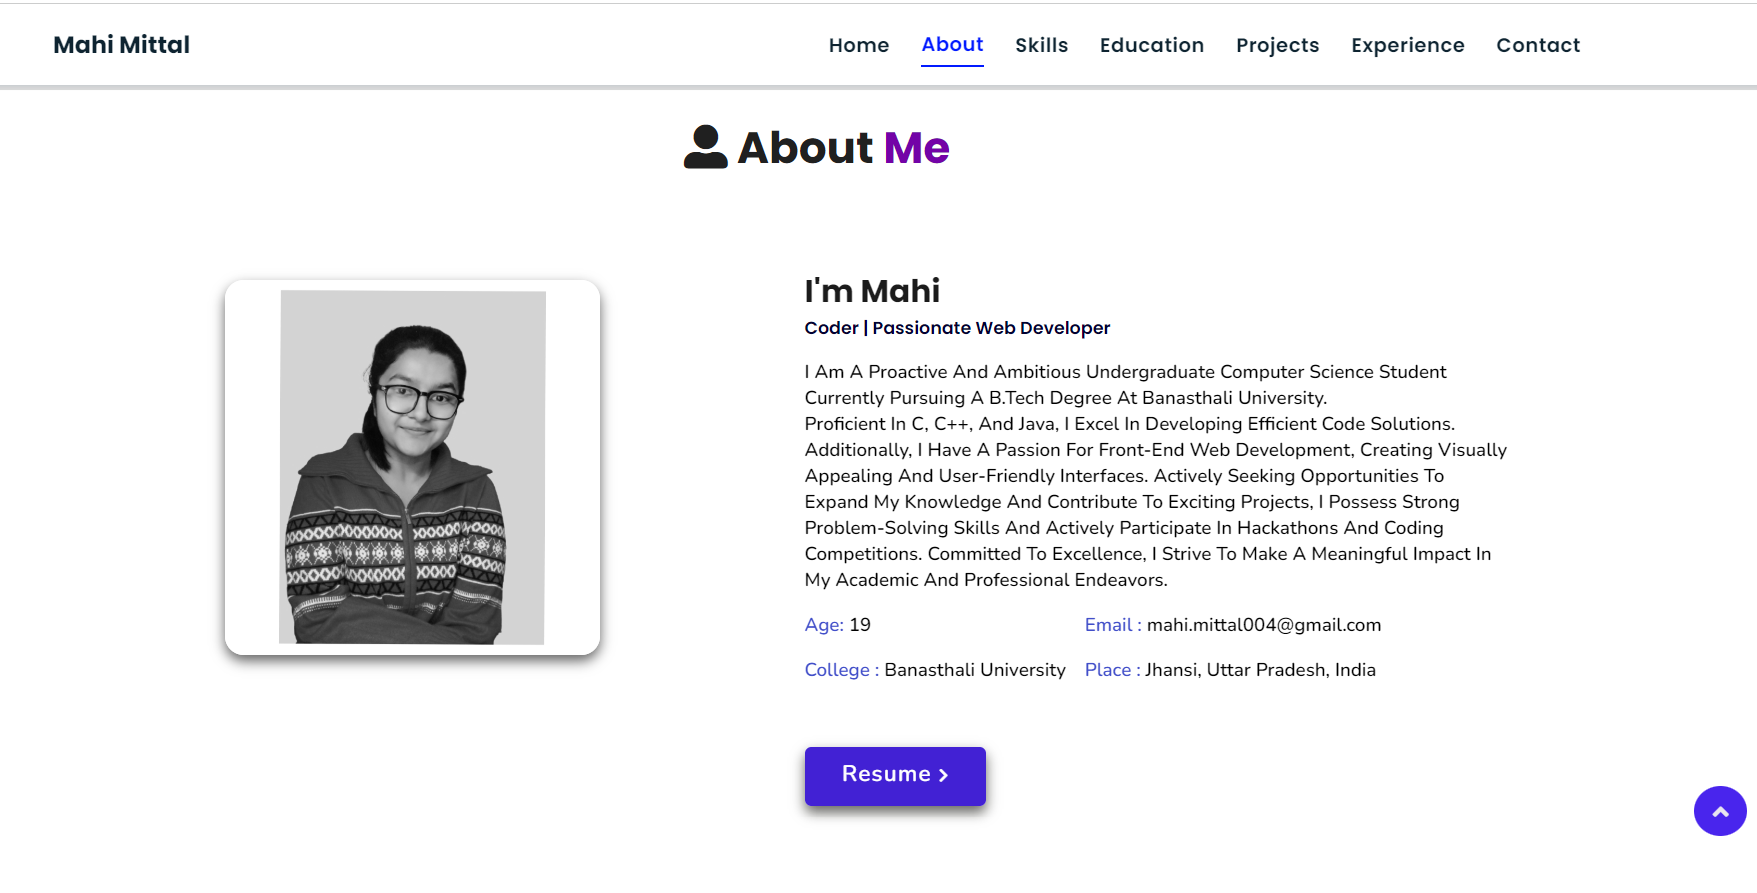 Mahi Mittal
Home About Skills Education Projects Experience Contact
About Me
I'm Mahi
Coder | Passionate Web Developer
I Am A Proactive And Ambitious Undergraduate Computer Science Student
Currently Pursuing A B.Tech Degree At Banasthali University.
Proficient In C, C++, And Java, I Excel In Developing Efficient Code Solutions.
Additionally, I Have A Passion For Front-End Web Development, Creating Visually
Appealing And User-Friendly Interfaces. Actively Seeking Opportunities To
Expand My Knowledge And Contribute To Exciting Projects, I Possess Strong
Problem-Solving Skills And Actively Participate In Hackathons And Coding
Competitions. Committed To Excellence, I Strive To Make A Meaningful Impact In
My Academic And Professional Endeavors.
Age: 19 Email : mahi.mittal004@gmail.com
College : Banasthali University Place : Jhansi, Uttar Pradesh, India
Resume >